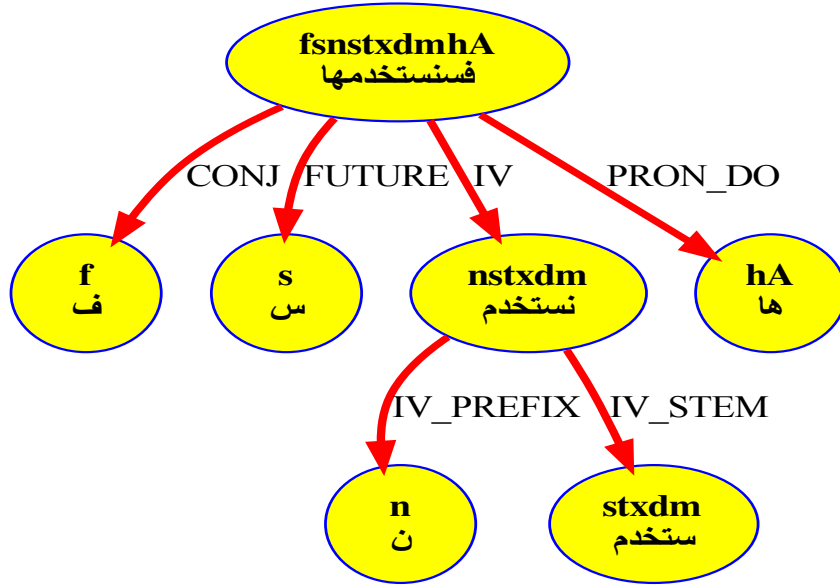 fsnstxdmhA
فسنستخدمها
CONJ FUTURE IV PRON_DO
f
ف
s
س
nstxdm
نستخدم
hA
ها
IV_PREFIX IV_STEM
n
ن
stxdm
ستخدم